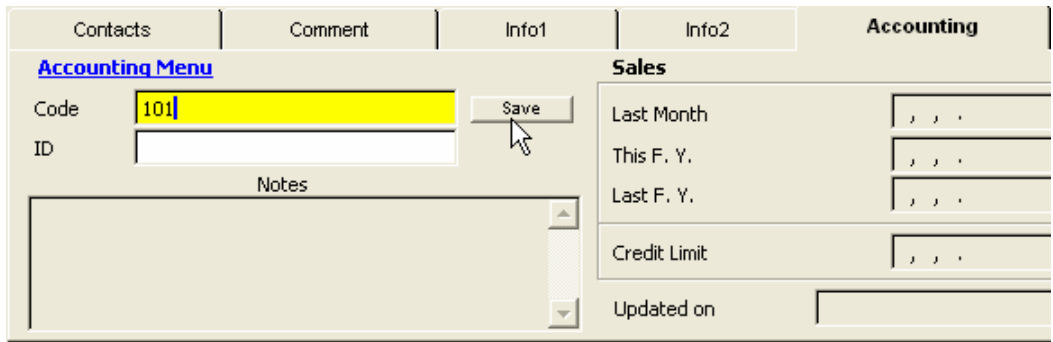 Contacts Comment Info1 Info2 Accounting
Accounting Menu
Code 101 Save
ID
Notes
Sales
Last Month , , .
This F. Y. , , .
Last F. Y. , , .
Credit Limit , , .
Updated on